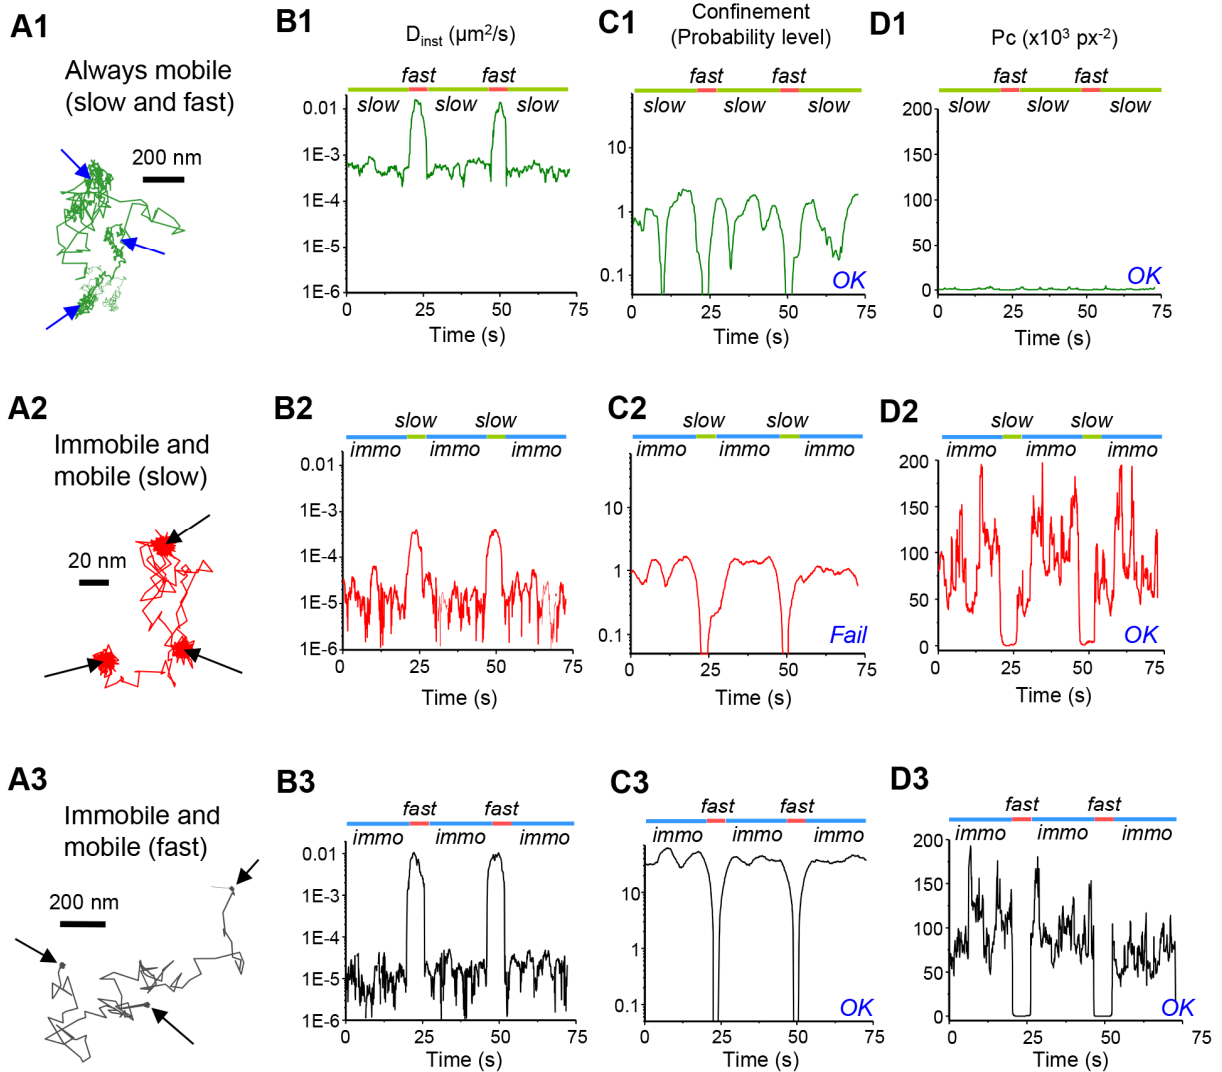 A1
Always mobile
(slow and fast)
200 nm
B1
D inst (μm²/s)
fast fast
slow slow slow
0.01
1E-3
1E-4
1E-5
1E-6
0 25 50 75
Time (s)
C1
Confinement
(Probability level)
fast fast
slow slow slow
10
1
0.1
OK
0 25 50 75
Time (s)
D1
Pc (x10³ px⁻²)
fast fast
slow slow slow
200
150
100
50
0
OK
0 25 50 75
Time (s)
A2
Immobile and
mobile (slow)
20 nm
B2
slow slow
immo immo immo
0.01
1E-3
1E-4
1E-5
1E-6
0 25 50 75
Time (s)
C2
slow slow
immo immo immo
10
1
0.1
Fail
0 25 50 75
Time (s)
D2
slow slow
immo immo immo
200
150
100
50
0
OK
0 25 50 75
Time (s)
A3
Immobile and
mobile (fast)
200 nm
B3
fast fast
immo immo immo
0.01
1E-3
1E-4
1E-5
1E-6
0 25 50 75
Time (s)
C3
fast fast
immo immo immo
10
1
0.1
OK
0 25 50 75
Time (s)
D3
fast fast
immo immo immo
200
150
100
50
0
OK
0 25 50 75
Time (s)